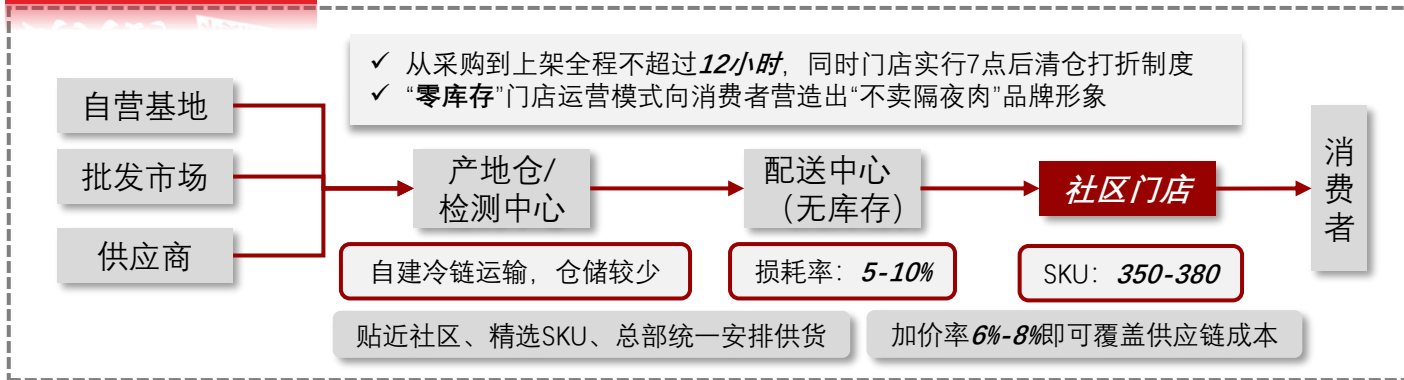 ✓ 从采购到上架全程不超过12小时，同时门店实行7点后清仓打折制度
✓ “零库存”门店运营模式向消费者营造出“不卖隔夜肉”品牌形象
自营基地
批发市场
供应商
产地仓/
检测中心
配送中心
（无库存）
社区门店
消
费
者
自建冷链运输，仓储较少
损耗率：5-10%
SKU：350-380
贴近社区、精选SKU、总部统一安排供货
加价率6%-8%即可覆盖供应链成本